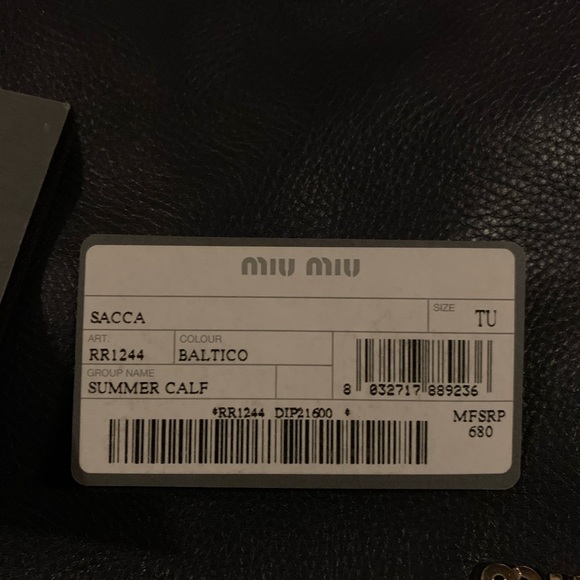 miu miu
SACCA
SIZE
TU
ART.
RR1244
COLOUR
BALTICO
GROUP NAME
SUMMER CALF
8 032717 889236
*RR1244 DIP21600 *
MFSRP
680